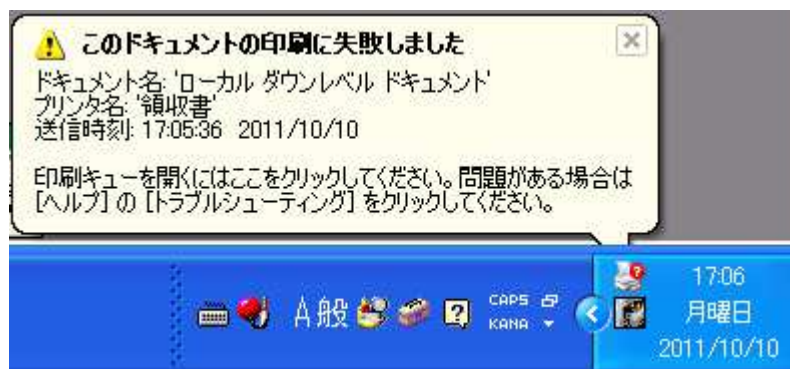 このドキュメントの印刷に失敗しました
ドキュメント名: 'ローカル ダウンレベル ドキュメント'
プリンタ名: '領収書'
送信時刻: 17:05:36 2011/10/10
印刷キューを開くにはここをクリックしてください。問題がある場合は
[ヘルプ] の [トラブルシューティング] をクリックしてください。
A 般
CAPS
KANA
17:06
月曜日
2011/10/10